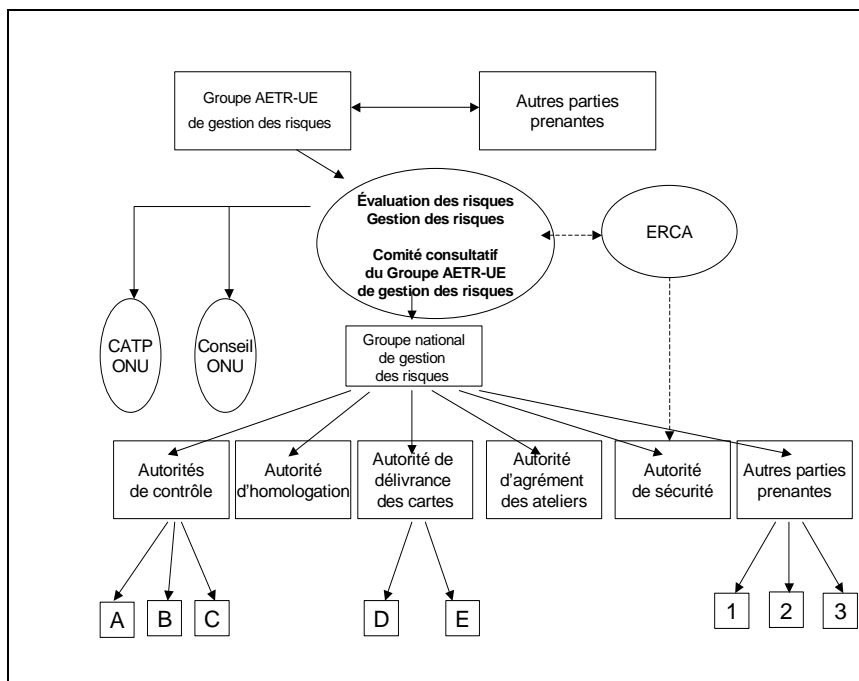 Groupe AETR-UE
de gestion des risques
Autres parties
prenantes
Évaluation des risques
Gestion des risques
Comité consultatif
du Groupe AETR-UE
de gestion des risques
ERCA
CATP
ONU
Conseil
ONU
Groupe national
de gestion
des risques
Autorités
de contrôle
Autorité
d'homologation
Autorité de
délivrance
des cartes
Autorité
d'agrément
des ateliers
Autorité
de sécurité
Autres parties
prenantes
A
B
C
D
E
1
2
3